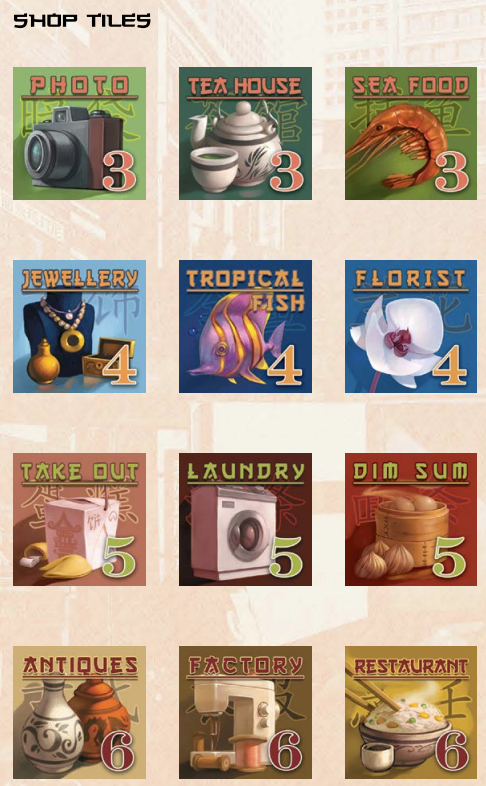 SHOP TILES
PHOTO
3
TEA HOUSE
3
SEA FOOD
3
JEWELLERY
4
TROPICAL
FISH
4
FLORIST
4
TAKE OUT
5
LAUNDRY
5
DIM SUM
5
ANTIQUES
6
FACTORY
6
RESTAURANT
6